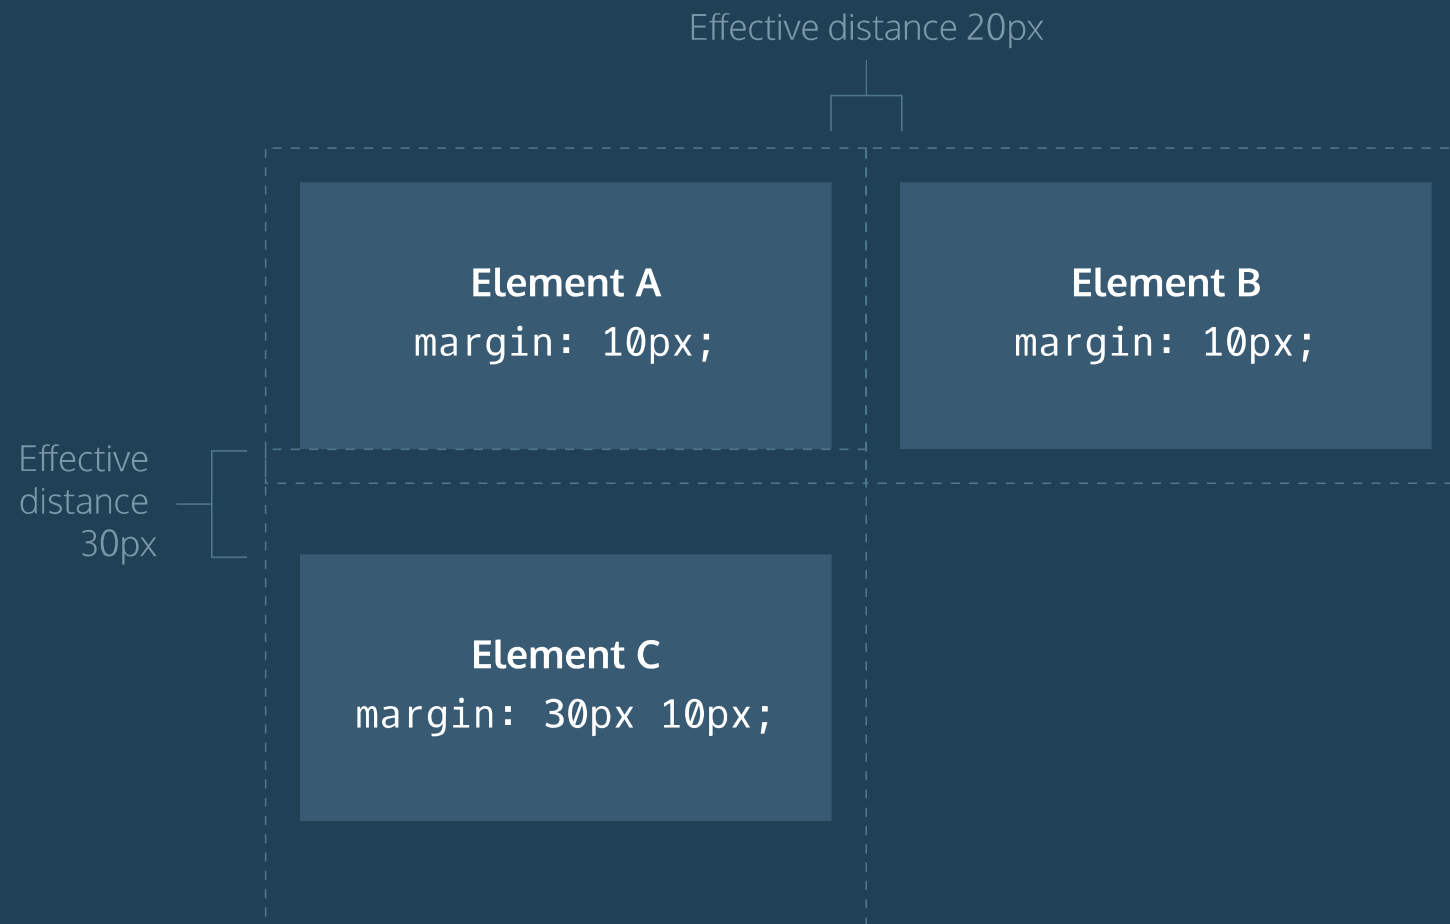 Effective distance 20px
Element A
margin: 10px;
Element B
margin: 10px;
Effective
distance
30px
Element C
margin: 30px 10px;